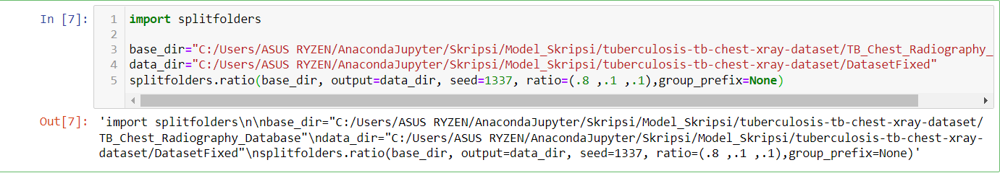 In [7]:
1 import splitfolders
2
3 base_dir="C:/Users/ASUS RYZEN/AnacondaJupyter/Skripsi/Model_Skripsi/tuberculosis-tb-chest-xray-dataset/TB_Chest_Radiography_
4 data_dir="C:/Users/ASUS RYZEN/AnacondaJupyter/Skripsi/Model_Skripsi/tuberculosis-tb-chest-xray-dataset/DatasetFixed"
5 splitfolders.ratio(base_dir, output=data_dir, seed=1337, ratio=(.8 ,.1 ,.1),group_prefix=None)
Out[7]:
'import splitfolders\n\nbase_dir="C:/Users/ASUS RYZEN/AnacondaJupyter/Skripsi/Model_Skripsi/tuberculosis-tb-chest-xray-dataset/
TB_Chest_Radiography_Database"\ndata_dir="C:/Users/ASUS RYZEN/AnacondaJupyter/Skripsi/Model_Skripsi/tuberculosis-tb-chest-xray-
dataset/DatasetFixed"\nsplitfolders.ratio(base_dir, output=data_dir, seed=1337, ratio=(.8 ,.1 ,.1),group_prefix=None)'